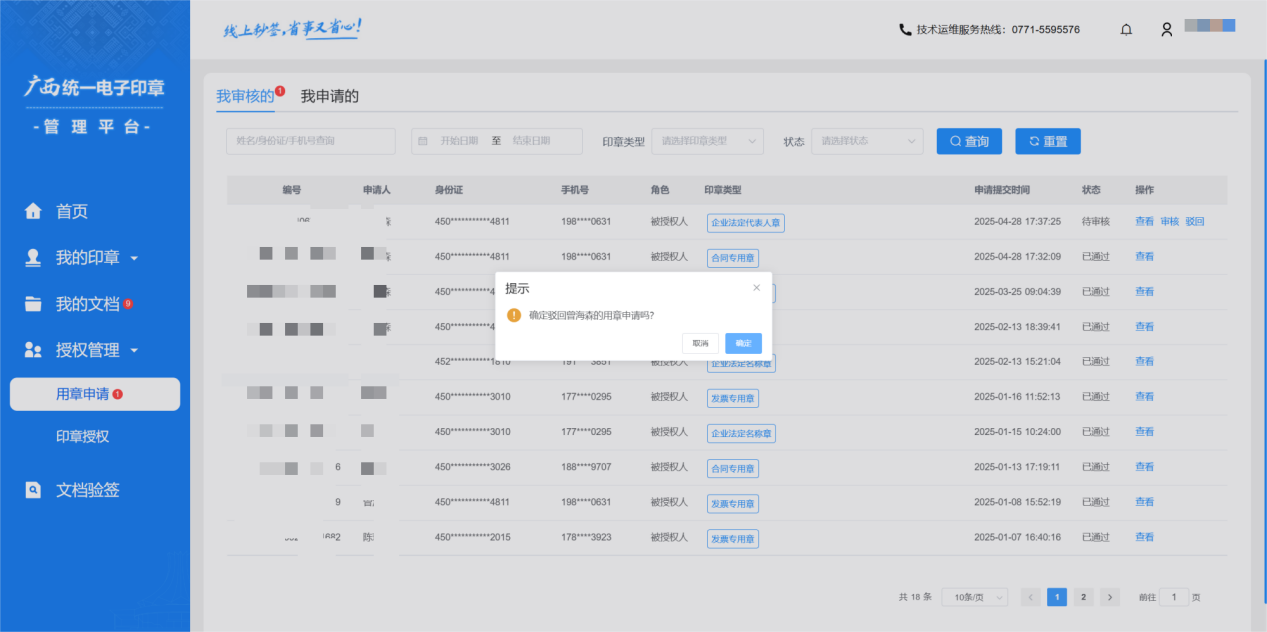 线上秒签,省事又省心!
技术运维服务热线：0771-5595576
广西统一电子印章
-管理平台-
首页
我的印章
我的文档 9
授权管理
用章申请 1
印章授权
文档验签
我审核的 1 我申请的
姓名/身份证/手机号查询 开始日期 至 结束日期 印章类型 请选择印章类型 状态 请选择状态 查询 重置
编号 申请人 身份证 手机号 角色 印章类型 申请提交时间 状态 操作
450***********4811 198****0631 被授权人 企业法定代表人章 2025-04-28 17:37:25 待审核 查看 审核 驳回
450***********4811 198****0631 被授权人 合同专用章 2025-04-28 17:32:09 已通过 查看
2025-03-25 09:04:39 已通过 查看
2025-02-13 18:39:41 已通过 查看
企业法定名称章 2025-02-13 15:21:04 已通过 查看
450***********3010 177****0295 被授权人 发票专用章 2025-01-16 11:52:13 已通过 查看
450***********3010 177****0295 被授权人 企业法定名称章 2025-01-15 10:24:00 已通过 查看
6 450***********3026 188****9707 被授权人 合同专用章 2025-01-13 17:19:11 已通过 查看
9 450***********4811 198****0631 被授权人 发票专用章 2025-01-08 15:52:19 已通过 查看
450***********2015 178****3923 被授权人 发票专用章 2025-01-07 16:40:16 已通过 查看
提示
确定驳回曾海森的用章申请吗?
取消 确定
共 18 条 10条/页 1 2 前往 1 页